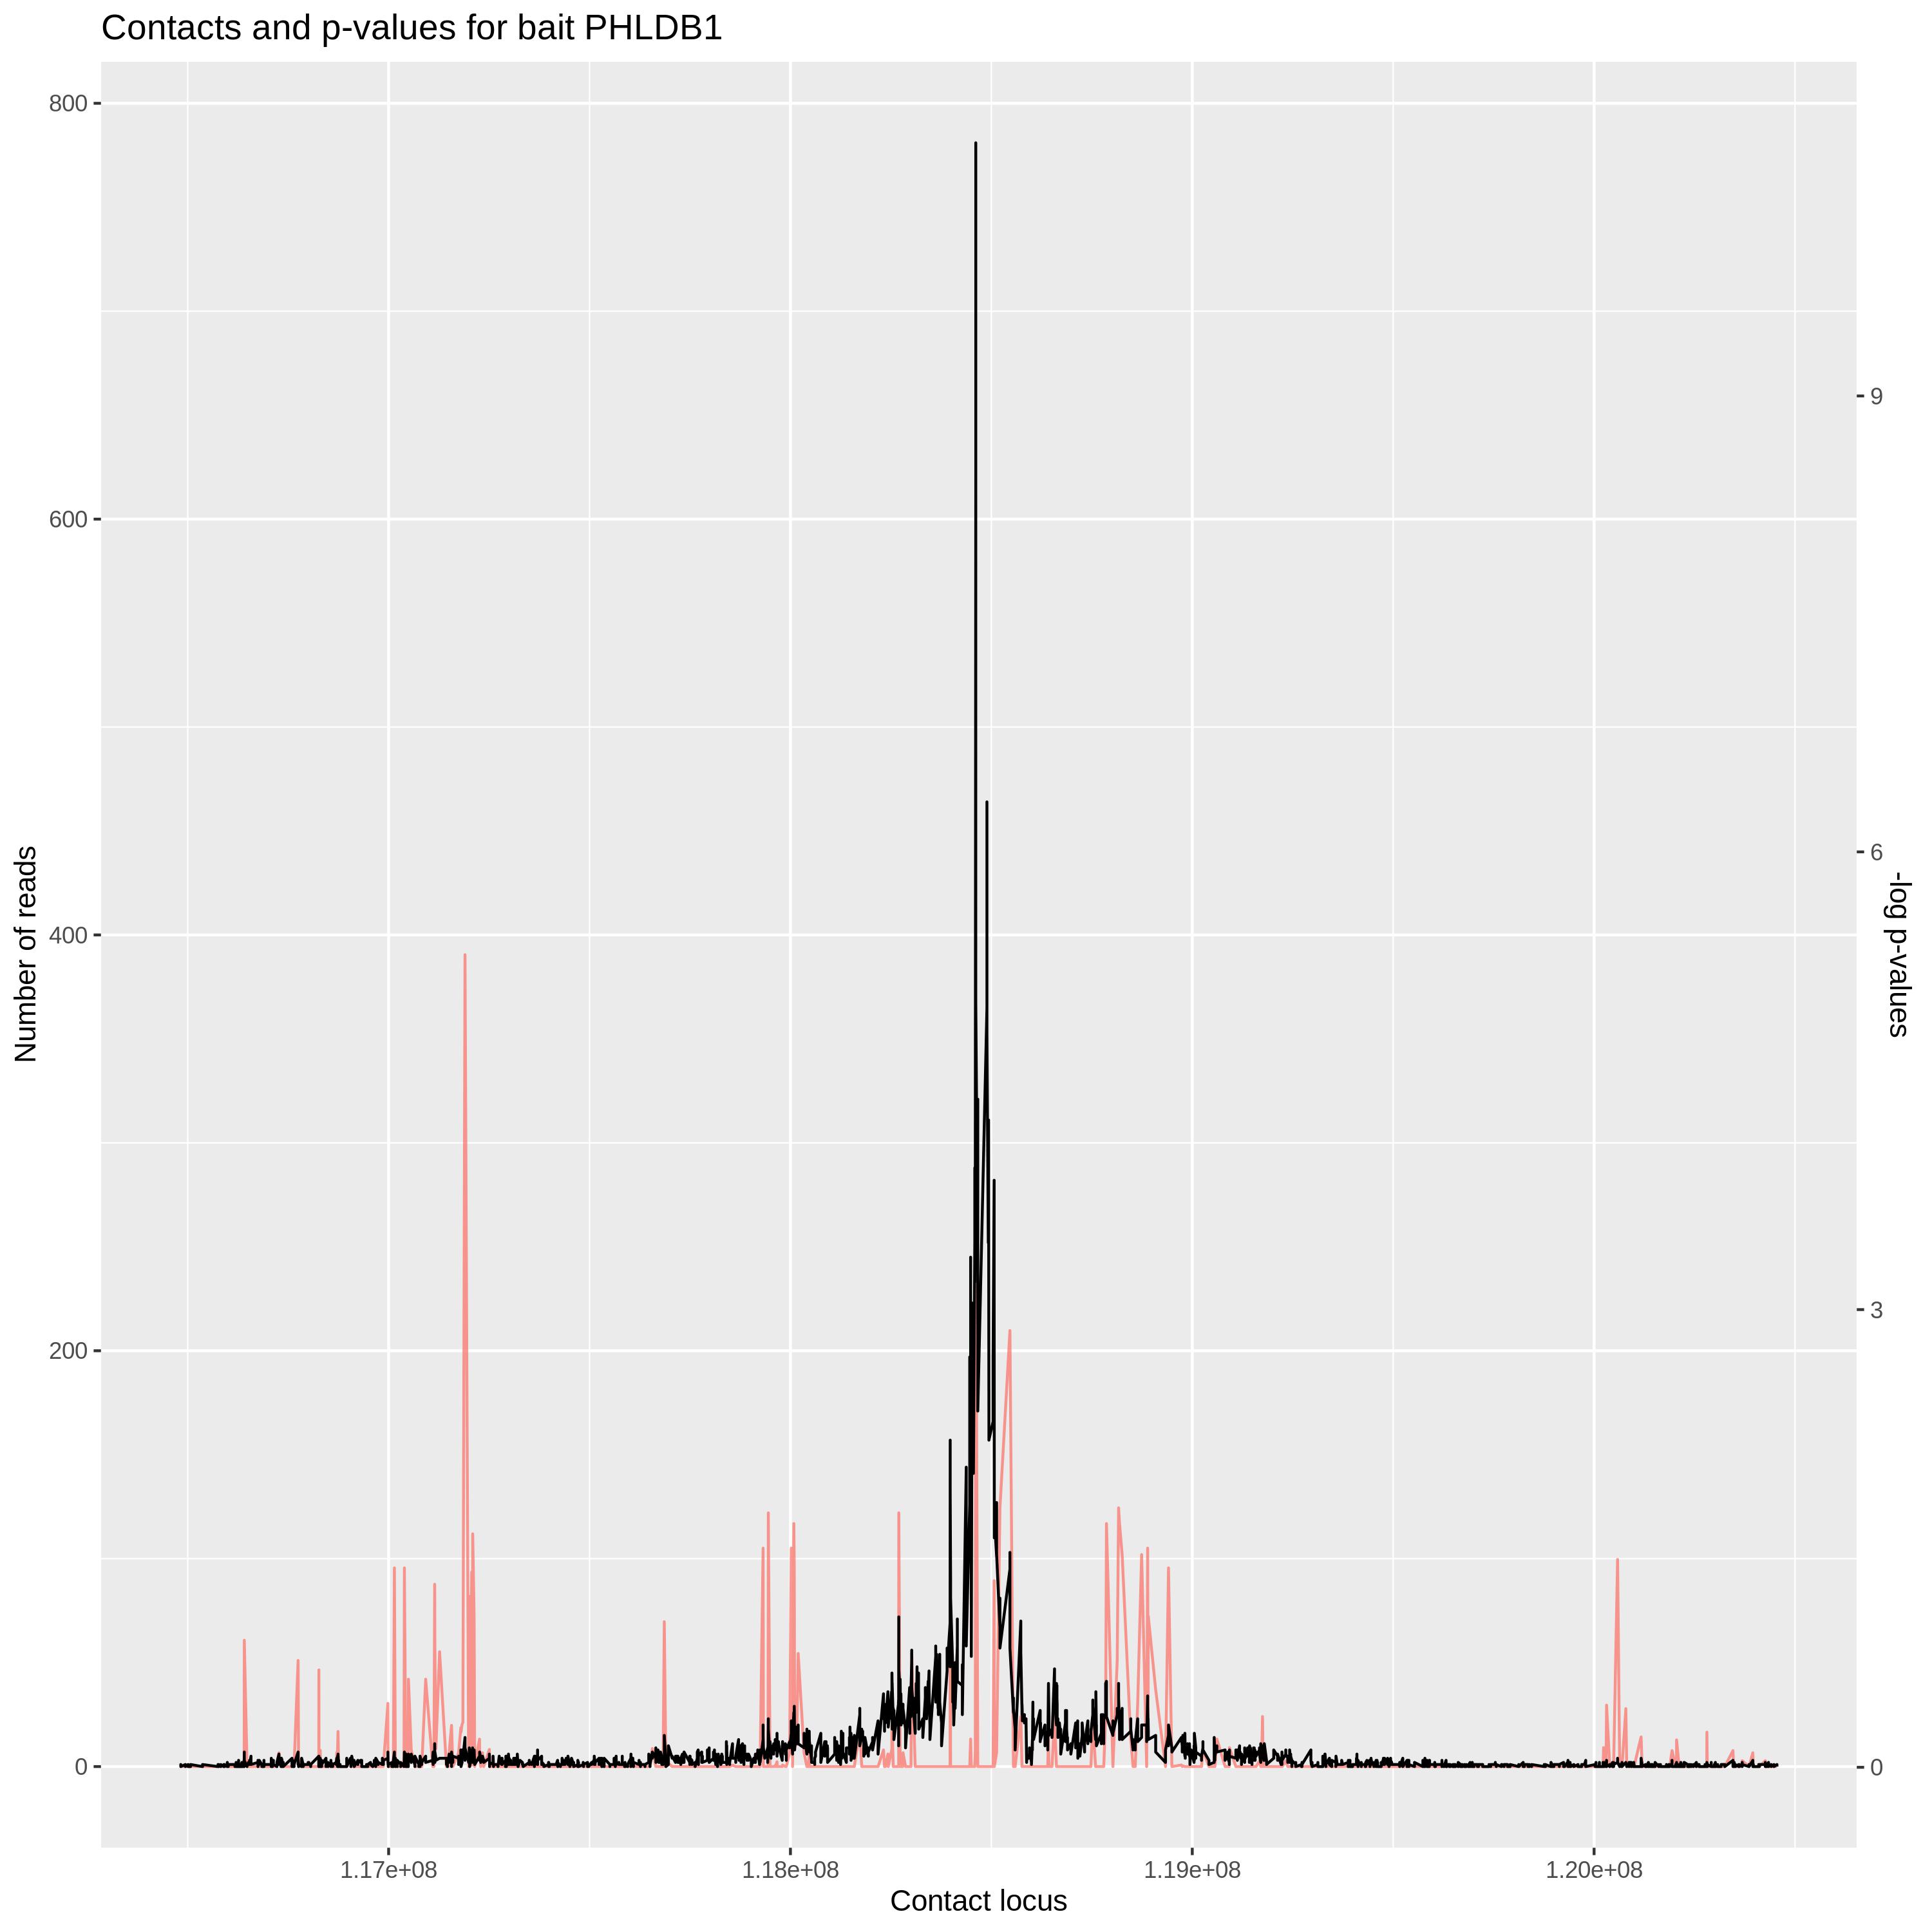 Contacts and p-values for bait PHLDB1
800
600
400
200
0
Number of reads
9
6
3
0
-log p-values
1.17e+08
1.18e+08
1.19e+08
1.20e+08
Contact locus